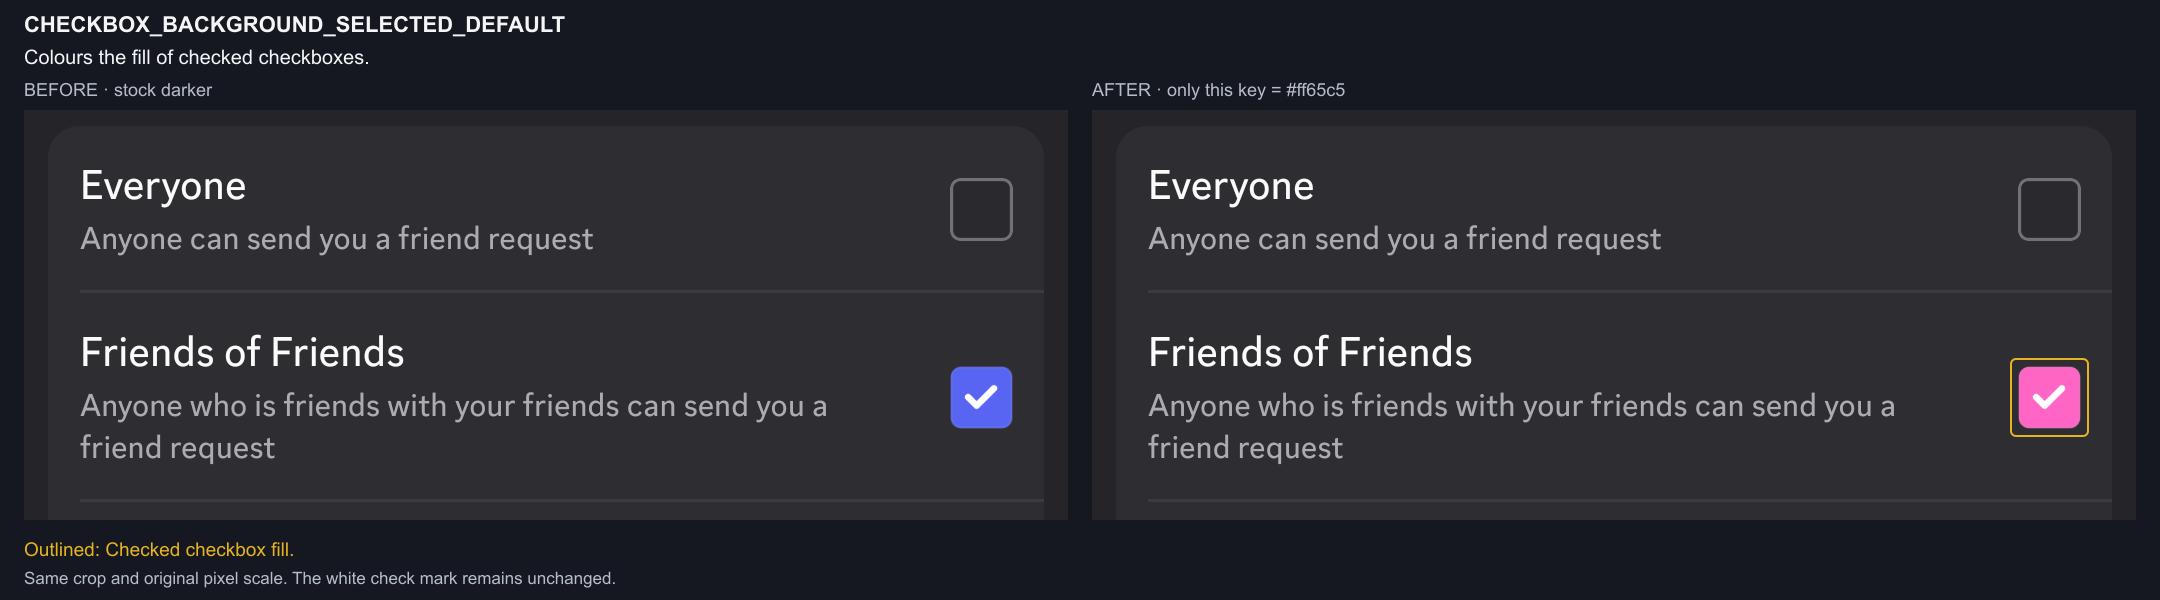 CHECKBOX_BACKGROUND_SELECTED_DEFAULT
Colours the fill of checked checkboxes.
BEFORE · stock darker
Everyone
Anyone can send you a friend request
Friends of Friends
Anyone who is friends with your friends can send you a
friend request
AFTER · only this key = #ff65c5
Everyone
Anyone can send you a friend request
Friends of Friends
Anyone who is friends with your friends can send you a
friend request
Outlined: Checked checkbox fill.
Same crop and original pixel scale. The white check mark remains unchanged.